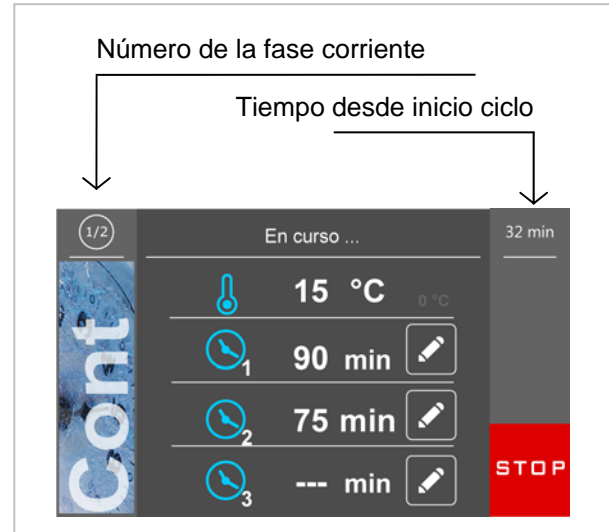 Número de la fase corriente
Tiempo desde inicio ciclo
1/2
En curso ...
32 min
15 °C
0 °C
1
90 min
2
75 min
3
--- min
Cont
STOP